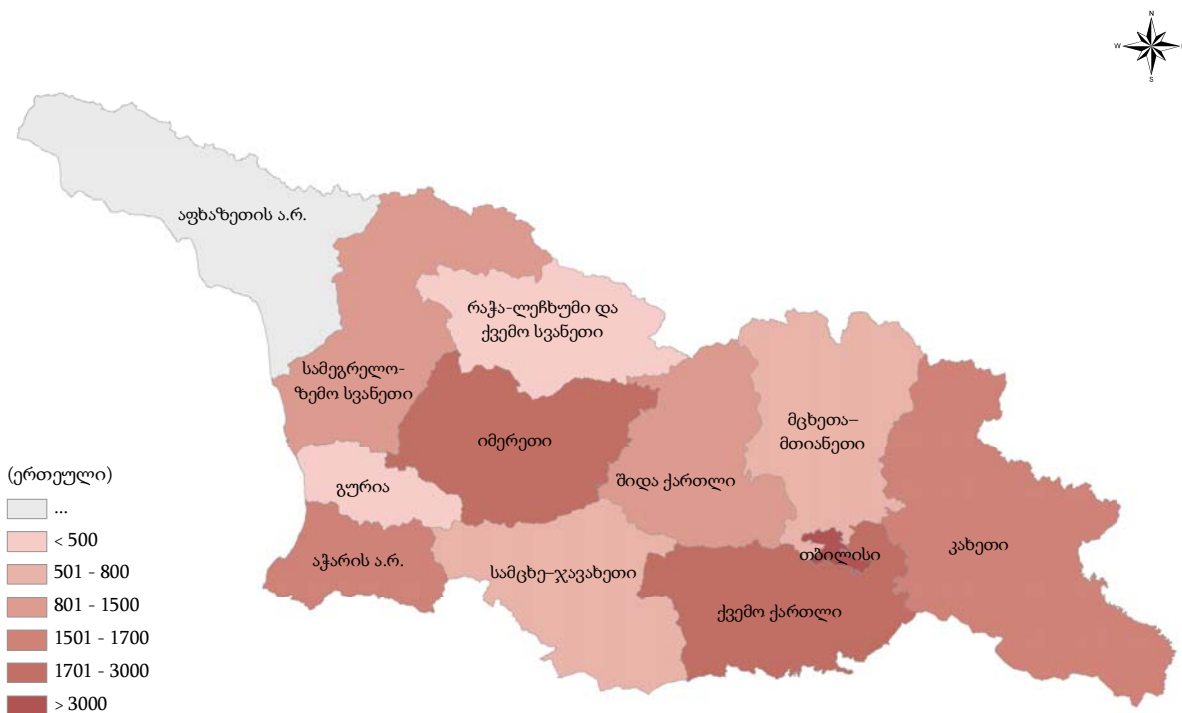 N
W
S
აფხაზეთის ა.რ.
რაჭა-ლეჩხუმი და
ქვემო სვანეთი
სამეგრელო-
ზემო სვანეთი
მცხეთა–
მთიანეთი
იმერეთი
შიდა ქართლი
გურია
თბილისი
კახეთი
აჭარის ა.რ.
სამცხე–ჯავახეთი
ქვემო ქართლი
(ერთეული)
...
< 500
501 - 800
801 - 1500
1501 - 1700
1701 - 3000
> 3000